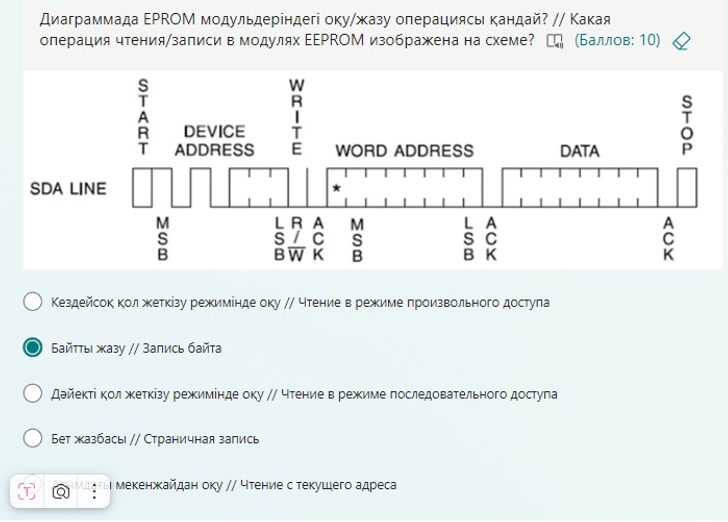 Диаграммада EPROM модульдеріндегі оқу/жазу операциясы қандай? // Какая
операция чтения/записи в модулях EEPROM изображена на схеме? (Баллов: 10)
START
DEVICE
ADDRESS
WRITE
WORD ADDRESS
DATA
STOP
SDA LINE
*
MSB
LSB
R/W
ACK
MSB
LSB
ACK
ACK
Кездейсоқ қол жеткізу режимінде оқу // Чтение в режиме произвольного доступа
Байтты жазу // Запись байта
Дәйекті қол жеткізу режимінде оқу // Чтение в режиме последовательного доступа
Бет жазбасы // Страничная запись
мекенжайдан оқу // Чтение с текущего адреса